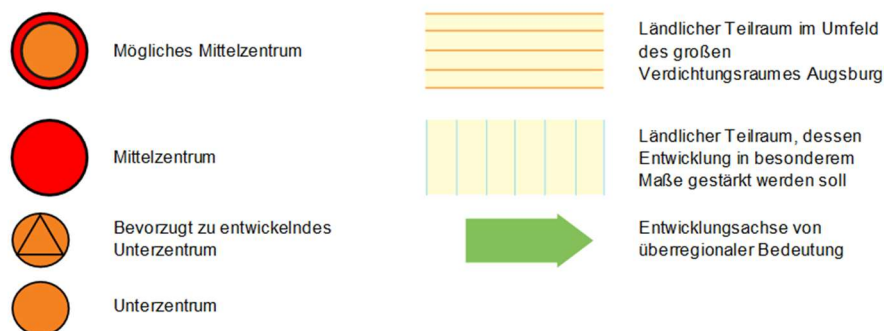 Mögliches Mittelzentrum
Mittelzentrum
Bevorzugt zu entwickelndes
Unterzentrum
Unterzentrum
Ländlicher Teilraum im Umfeld
des großen
Verdichtungsraumes Augsburg
Ländlicher Teilraum, dessen
Entwicklung in besonderem
Maße gestärkt werden soll
Entwicklungsachse von
überregionaler Bedeutung